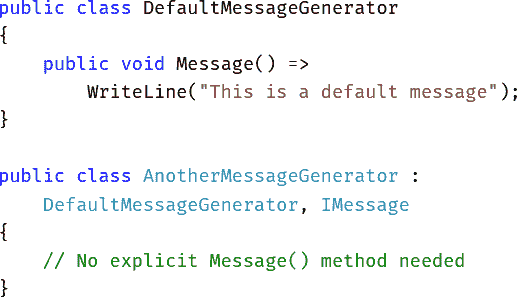 public class DefaultMessageGenerator
{
    public void Message() =>
        WriteLine("This is a default message");
}

public class AnotherMessageGenerator :
    DefaultMessageGenerator, IMessage
{
    // No explicit Message() method needed
}